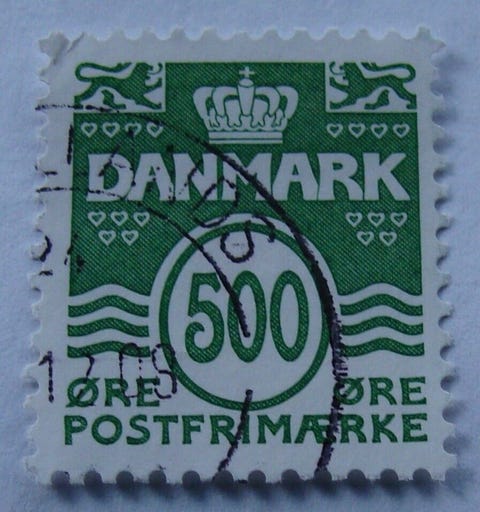 DANMARK
500
ØRE ØRE
POSTFRIMÆRKE